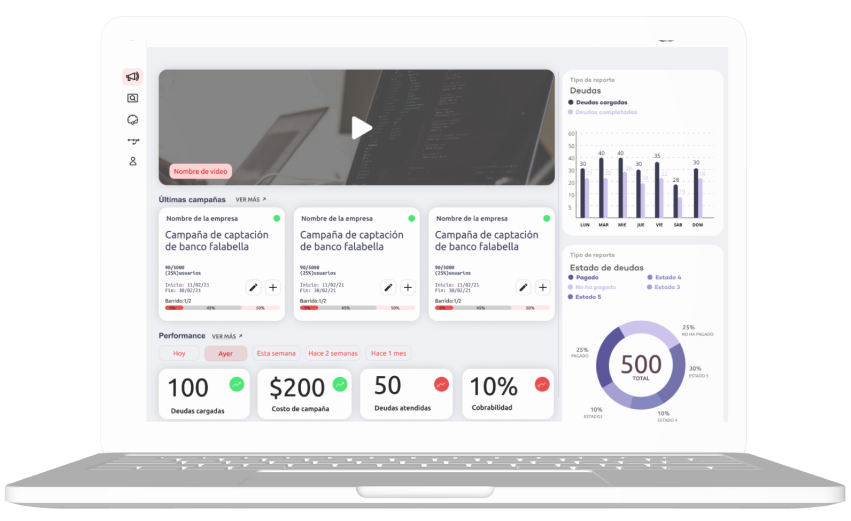 Nombre de video
Últimas campañas VER MÁS
Nombre de la empresa
Campaña de captación
de banco falabella
90/3000
(25%)usuarios
Inicio: 11/02/21
Fin: 30/02/21
Barrido:1/2
45%
50%
Nombre de la empresa
Campaña de captación
de banco falabella
90/3000
(25%)usuarios
Inicio: 11/02/21
Fin: 30/02/21
Barrido:1/2
45%
50%
Nombre de la empresa
Campaña de captación
de banco falabella
90/3000
(25%)usuarios
Inicio: 11/02/21
Fin: 30/02/21
Barrido:1/2
45%
50%
Performance VER MÁS
Hoy Ayer Esta semana Hace 2 semanas Hace 1 mes
100
Deudas cargadas
$200
Costo de campaña
50
Deudas atendidas
10%
Cobrabilidad
Tipo de reporte
Deudas
Deudas cargadas
Deudas completadas
60
50
40
30
20
10
5
30 40 40 30 35 28 30
LUN MAR MIE JUE VIE SAB DOM
Tipo de reporte
Estado de deudas
Pagado Estado 4
No ha pagado Estado 3
Estado 5
25%
NO HA PAGADO
25%
PAGADO
500
TOTAL
30%
ESTADO 5
10%
ESTADO3
10%
ESTADO 4